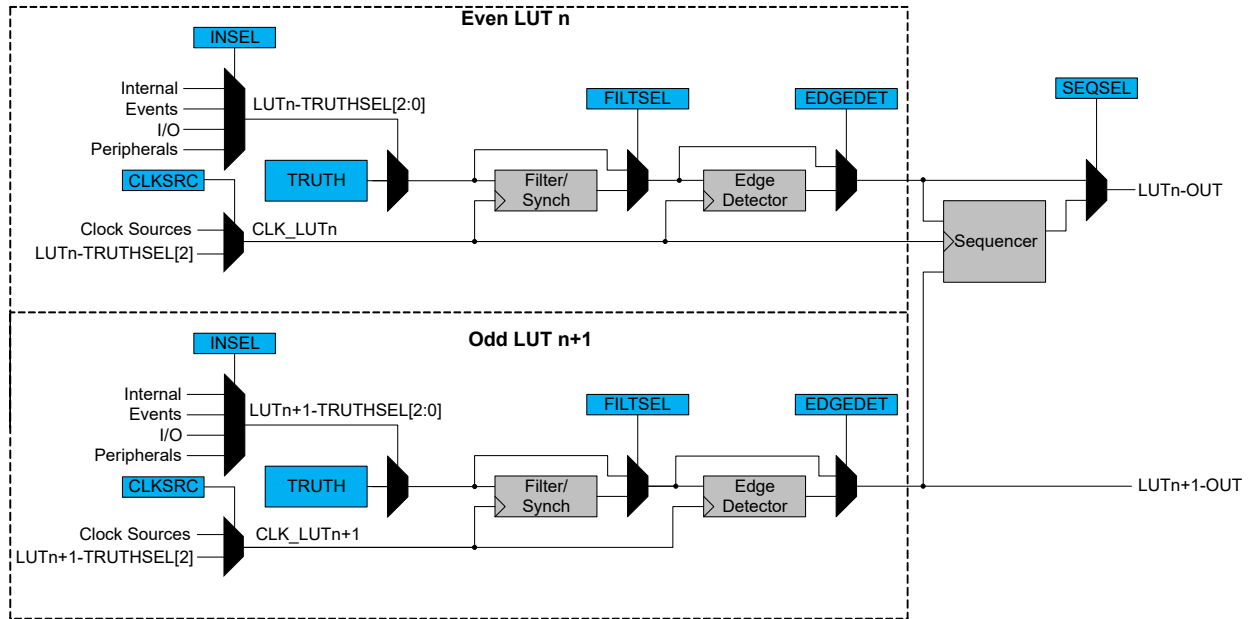 Even LUT n
INSEL
Internal
Events
I/O
Peripherals
LUTn-TRUTHSEL[2:0]
FILTSEL
EDGEDET
SEQSEL
CLKSRC
TRUTH
Filter/
Synch
Edge
Detector
LUTn-OUT
Clock Sources
LUTn-TRUTHSEL[2]
CLK_LUTn
Sequencer
Odd LUT n+1
INSEL
Internal
Events
I/O
Peripherals
LUTn+1-TRUTHSEL[2:0]
FILTSEL
EDGEDET
CLKSRC
TRUTH
Filter/
Synch
Edge
Detector
LUTn+1-OUT
Clock Sources
LUTn+1-TRUTHSEL[2]
CLK_LUTn+1